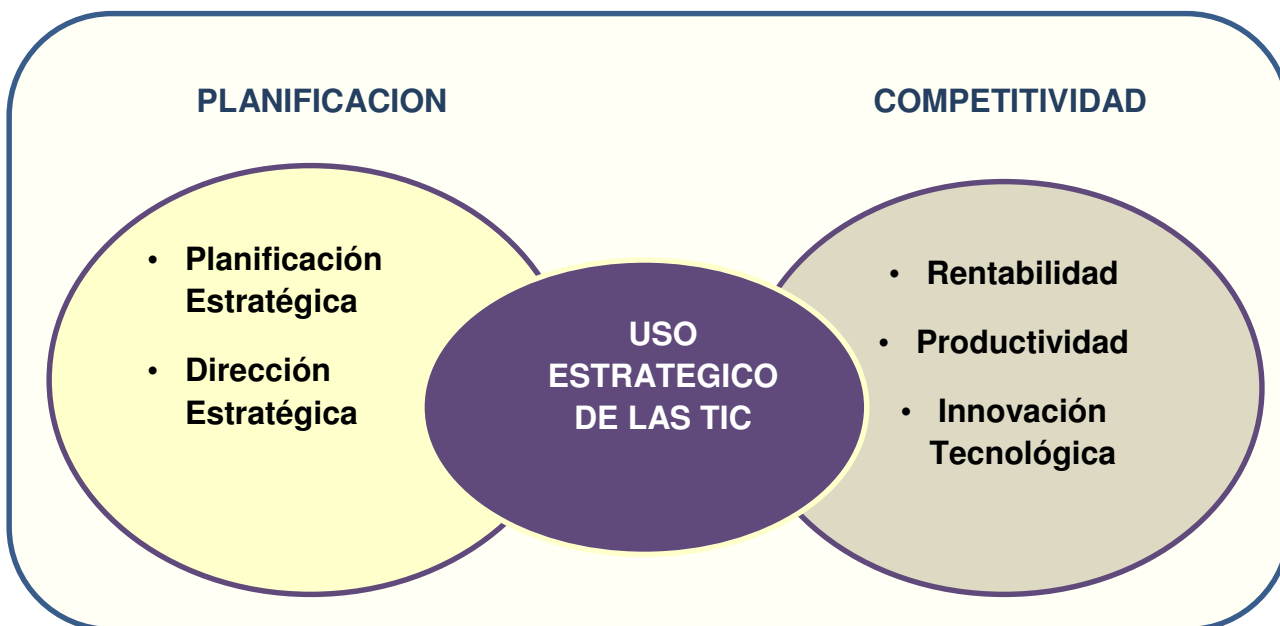 PLANIFICACION
COMPETITIVIDAD
• Planificación
Estratégica
• Dirección
Estratégica
USO
ESTRATEGICO
DE LAS TIC
• Rentabilidad
• Productividad
• Innovación
Tecnológica